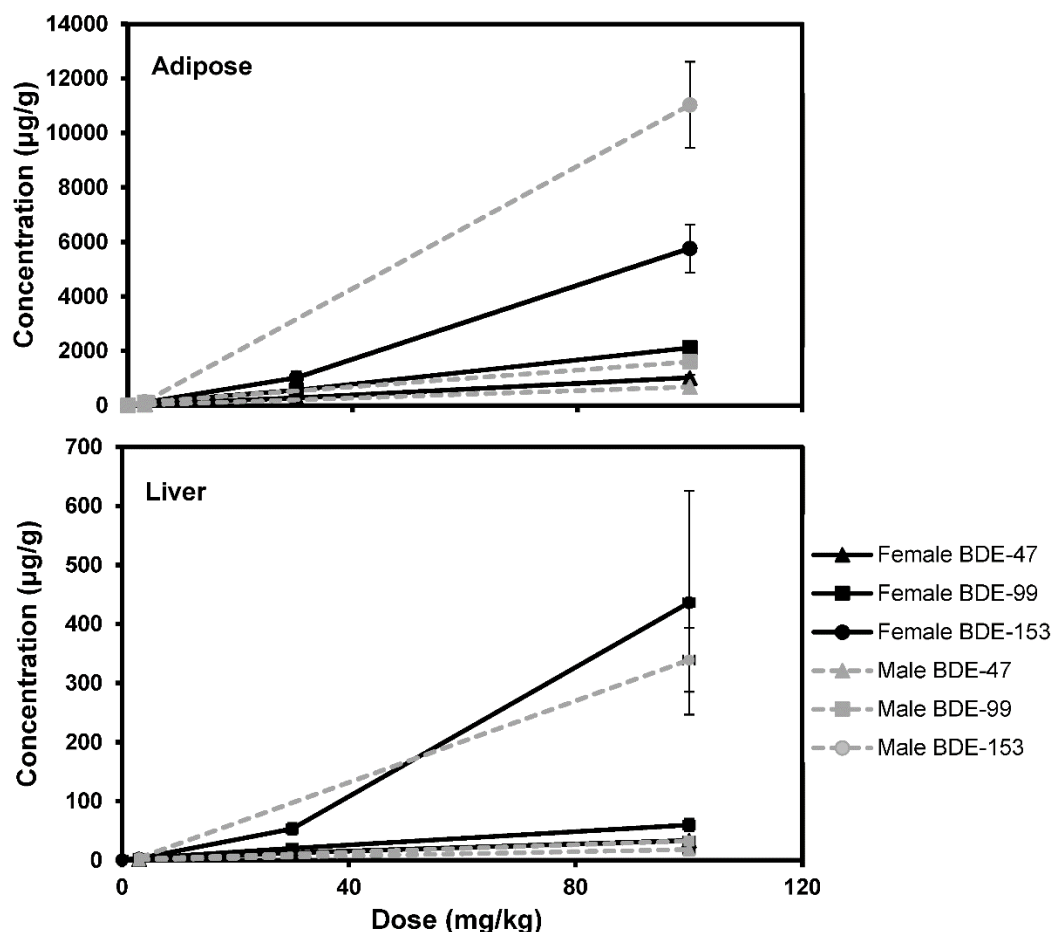 14000
Adipose
12000
10000
8000
6000
4000
2000
0
Concentration (µg/g)
700
Liver
600
500
400
300
200
100
0
Concentration (µg/g)
0 40 80 120
Dose (mg/kg)
Female BDE-47
Female BDE-99
Female BDE-153
Male BDE-47
Male BDE-99
Male BDE-153